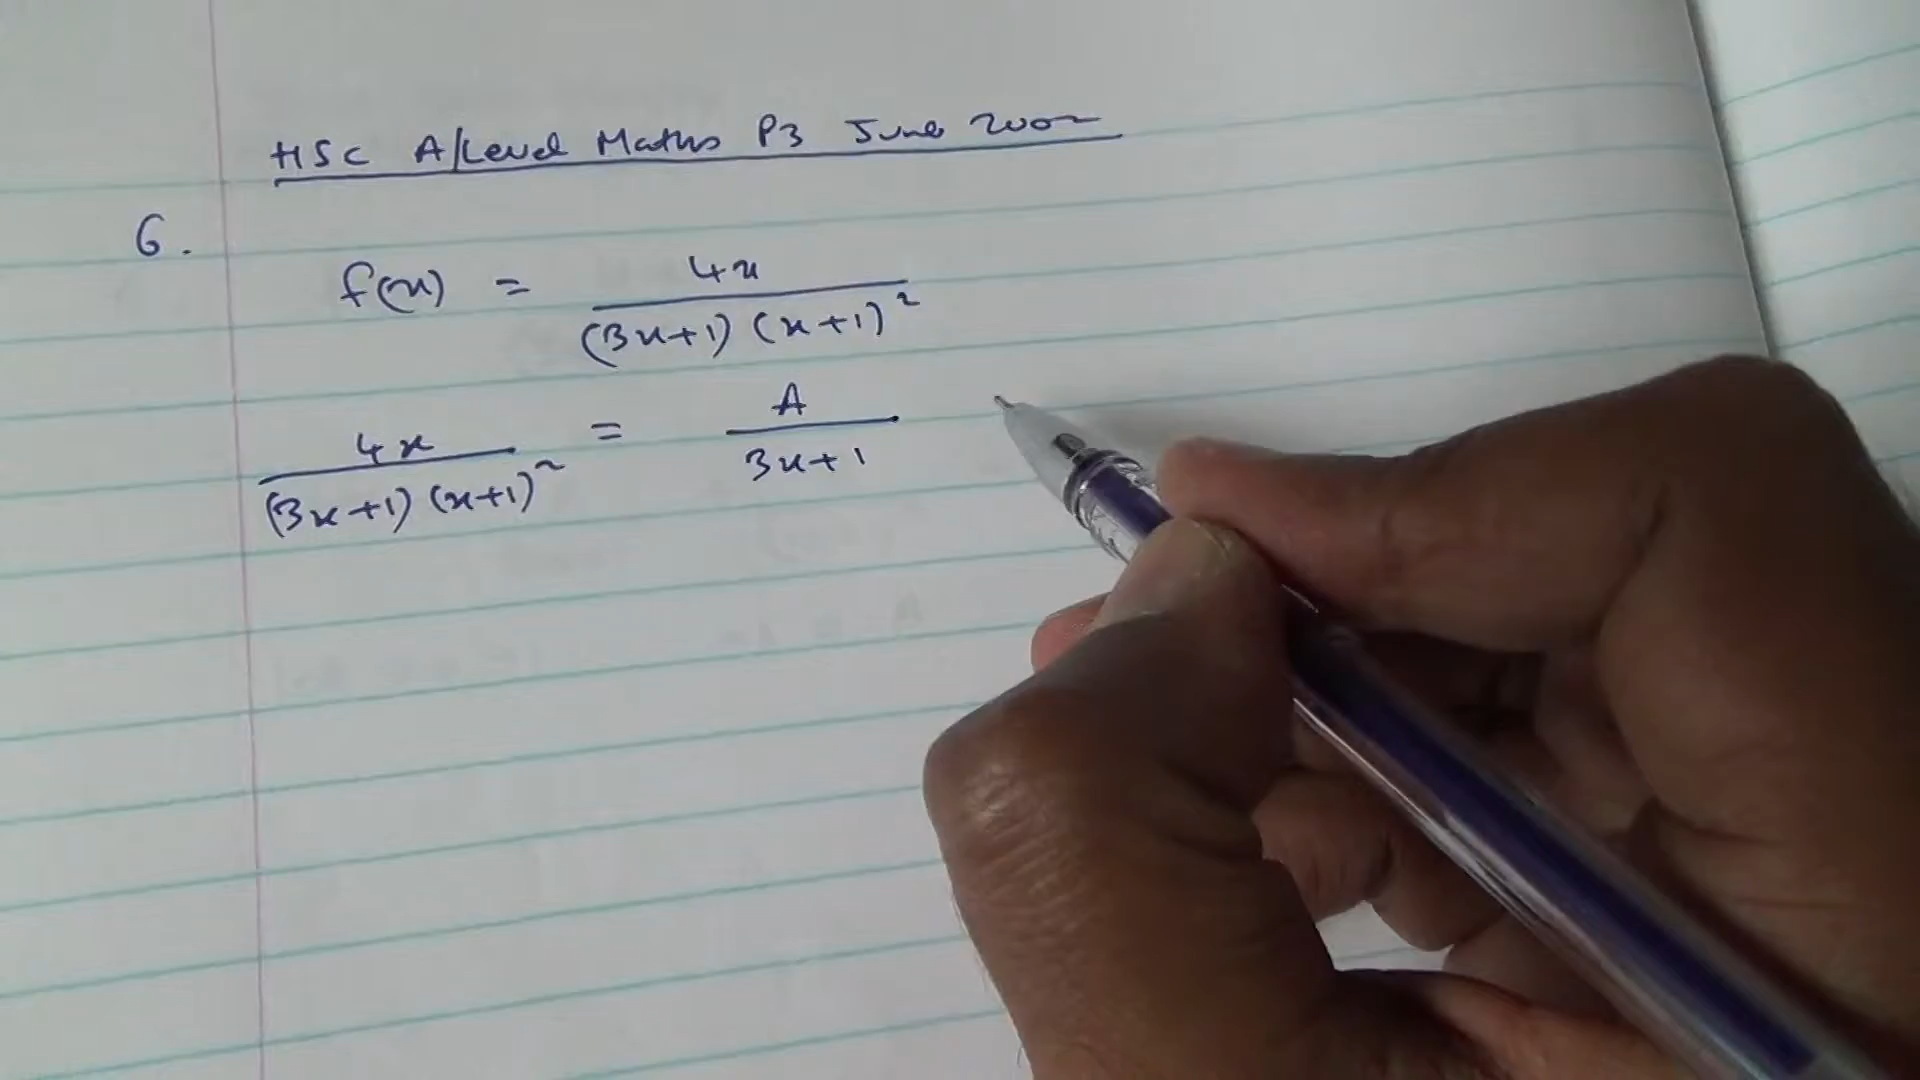 HSC A/Level Maths P3 June 2002
6.
f(x) = 4x / (3x+1) (x+1)²
4x / (3x+1) (x+1)² = A / 3x+1